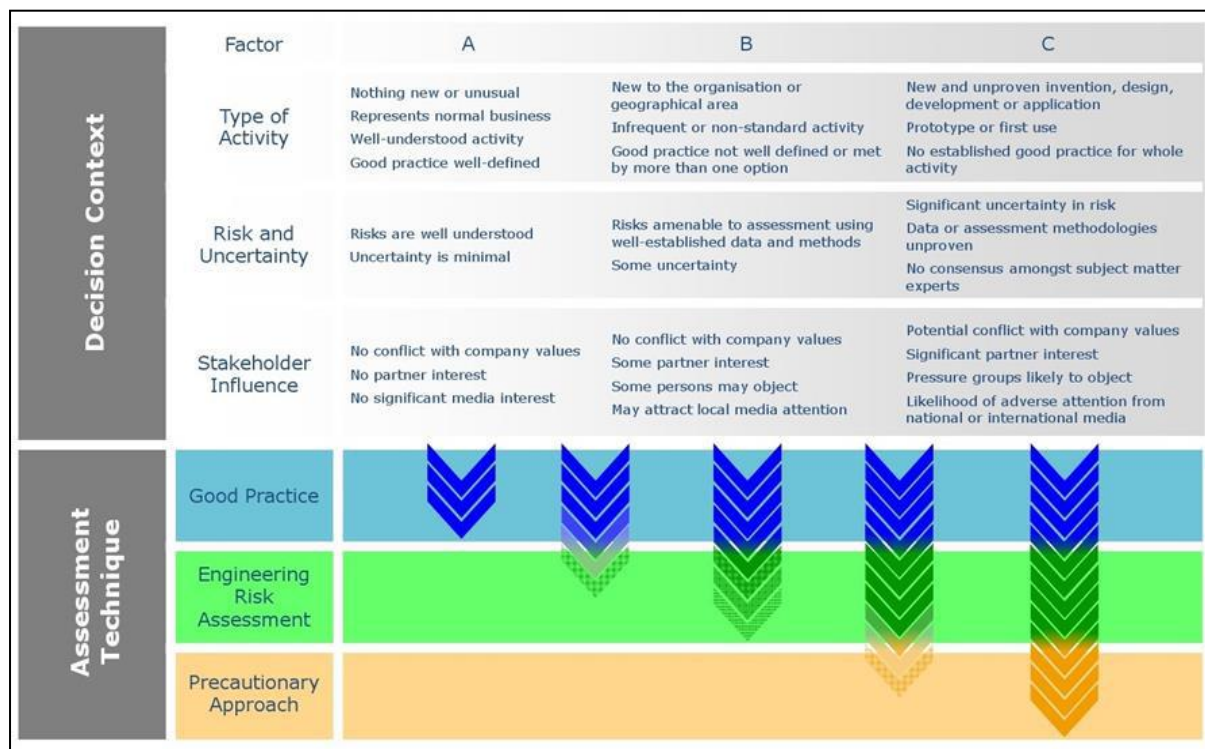 Decision Context
Factor
A
B
C
Type of
Activity
Nothing new or unusual
Represents normal business
Well-understood activity
Good practice well-defined
New to the organisation or
geographical area
Infrequent or non-standard activity
Good practice not well defined or met
by more than one option
New and unproven invention, design,
development or application
Prototype or first use
No established good practice for whole
activity
Risk and
Uncertainty
Risks are well understood
Uncertainty is minimal
Risks amenable to assessment using
well-established data and methods
Some uncertainty
Significant uncertainty in risk
Data or assessment methodologies
unproven
No consensus amongst subject matter
experts
Stakeholder
Influence
No conflict with company values
No partner interest
No significant media interest
No conflict with company values
Some partner interest
Some persons may object
May attract local media attention
Potential conflict with company values
Significant partner interest
Pressure groups likely to object
Likelihood of adverse attention from
national or international media
Assessment
Technique
Good Practice
Engineering
Risk
Assessment
Precautionary
Approach